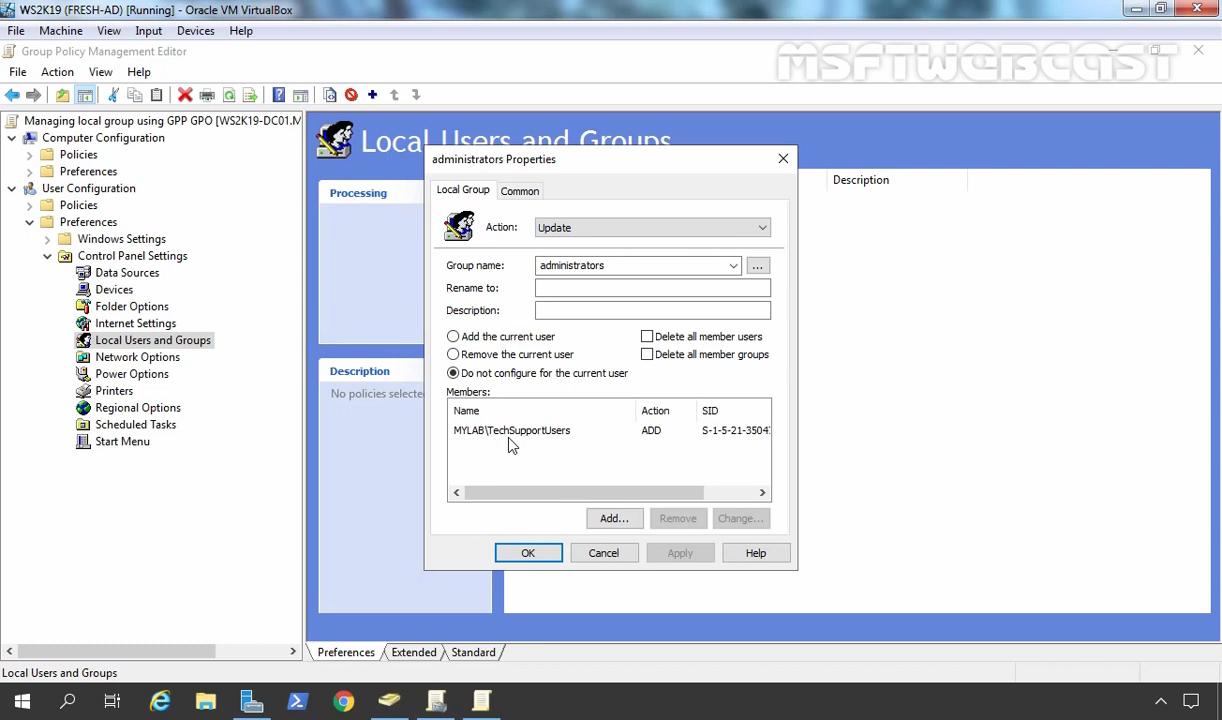 WS2K19 (FRESH-AD) [Running] - Oracle VM VirtualBox
File Machine View Input Devices Help
Group Policy Management Editor
MSFTWEBCAST
File Action View Help
Managing local group using GPP GPO [WS2K19-DC01.M
Computer Configuration
Policies
Preferences
User Configuration
Policies
Preferences
Windows Settings
Control Panel Settings
Data Sources
Devices
Folder Options
Internet Settings
Local Users and Groups
Network Options
Power Options
Printers
Regional Options
Scheduled Tasks
Start Menu
Local Users and Groups
Processing
Description
Description
No policies selecte
administrators Properties
Local Group Common
Action: Update
Group name: administrators ...
Rename to:
Description:
Add the current user Delete all member users
Remove the current user Delete all member groups
Do not configure for the current user
Members:
Name Action SID
MYLAB\TechSupportUsers ADD S-1-5-21-3504
Add... Remove Change...
OK Cancel Apply Help
Preferences Extended Standard
Local Users and Groups